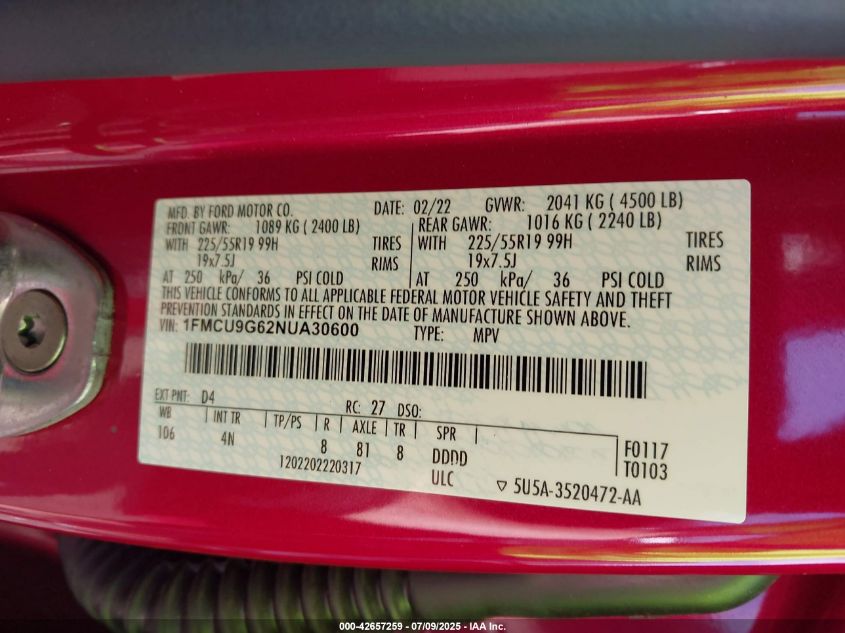 MFD. BY FORD MOTOR CO. DATE: 02/22 GVWR: 2041 KG ( 4500 LB)
FRONT GAWR: 1089 KG ( 2400 LB) REAR GAWR: 1016 KG ( 2240 LB)
WITH 225/55R19 99H TIRES WITH 225/55R19 99H TIRES
19x7.5J RIMS 19x7.5J RIMS
AT 250 kPa/ 36 PSI COLD AT 250 kPa/ 36 PSI COLD
THIS VEHICLE CONFORMS TO ALL APPLICABLE FEDERAL MOTOR VEHICLE SAFETY AND THEFT
PREVENTION STANDARDS IN EFFECT ON THE DATE OF MANUFACTURE SHOWN ABOVE.
VIN: 1FMCU9G62NUA30600 TYPE: MPV
EXT PNT: D4 RC: 27 DSO:
WB INT TR TP/PS R AXLE TR SPR
106 4N 8 81 8 DDDD F0117
1202202220317 ULC T0103
5U5A-3520472-AA
000-42657259 - 07/09/2025 - IAA Inc.